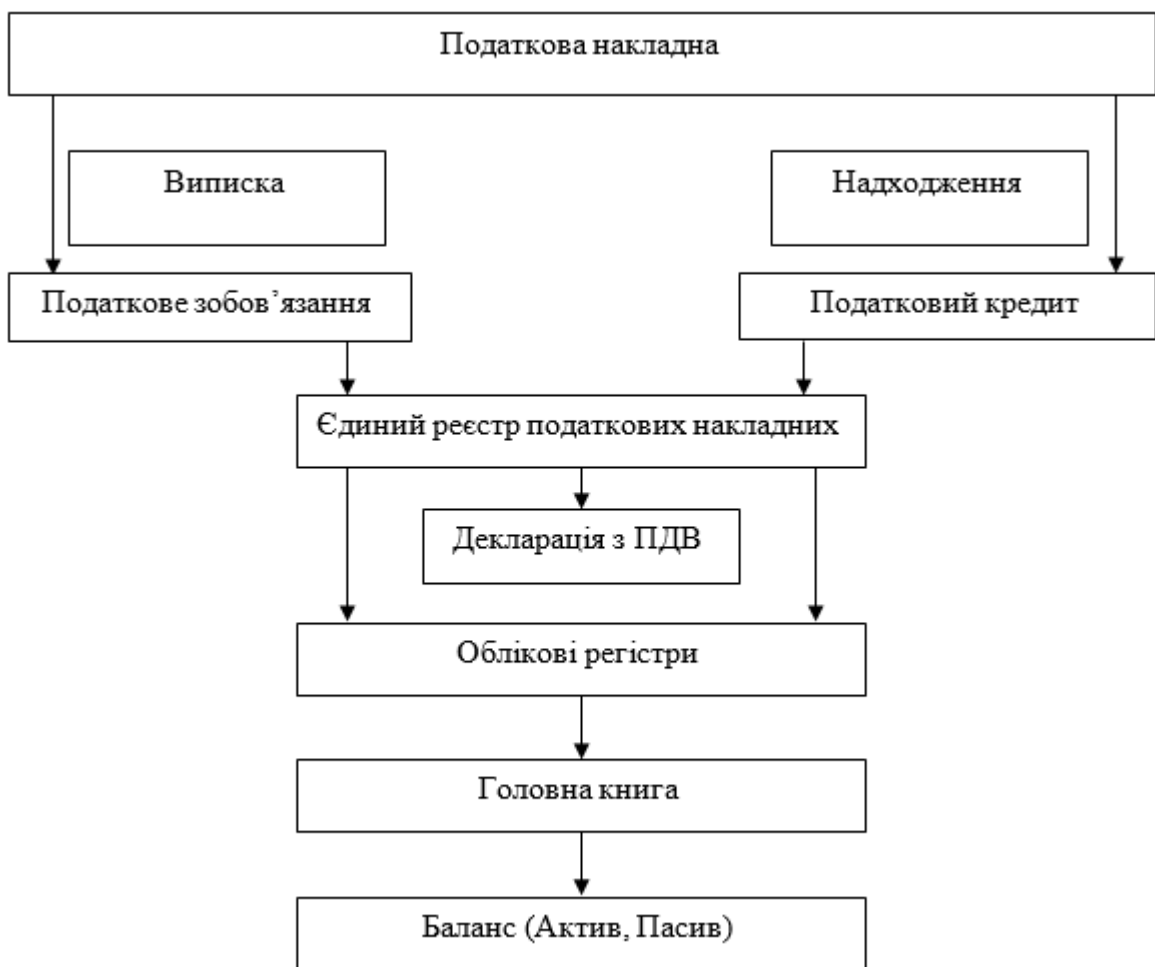 Податкова накладна
Виписка
Надходження
Податкове зобов’язання
Податковий кредит
Єдиний реєстр податкових накладних
Декларація з ПДВ
Облікові регістри
Головна книга
Баланс (Актив, Пасив)